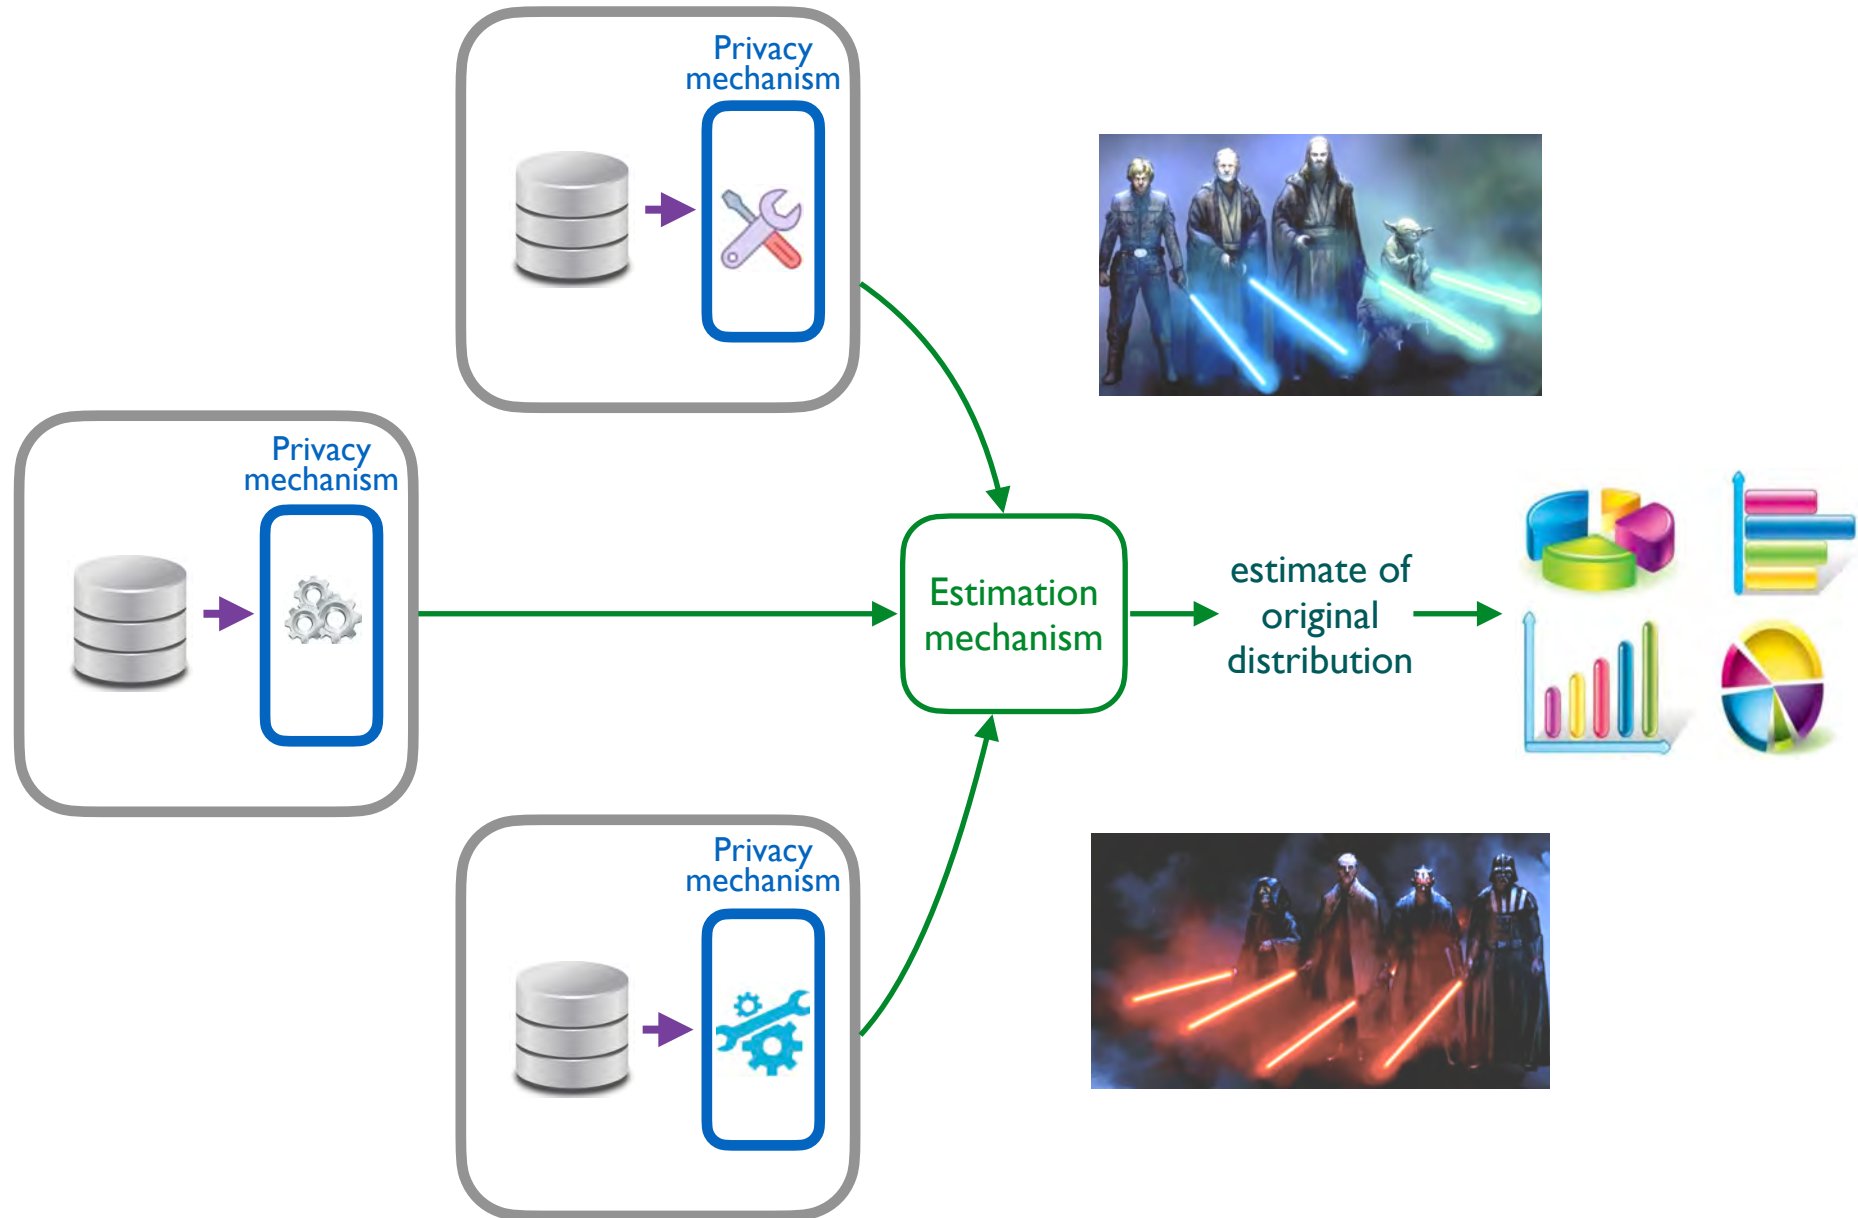 Privacy
mechanism
Privacy
mechanism
Estimation
mechanism
estimate of
original
distribution
Privacy
mechanism